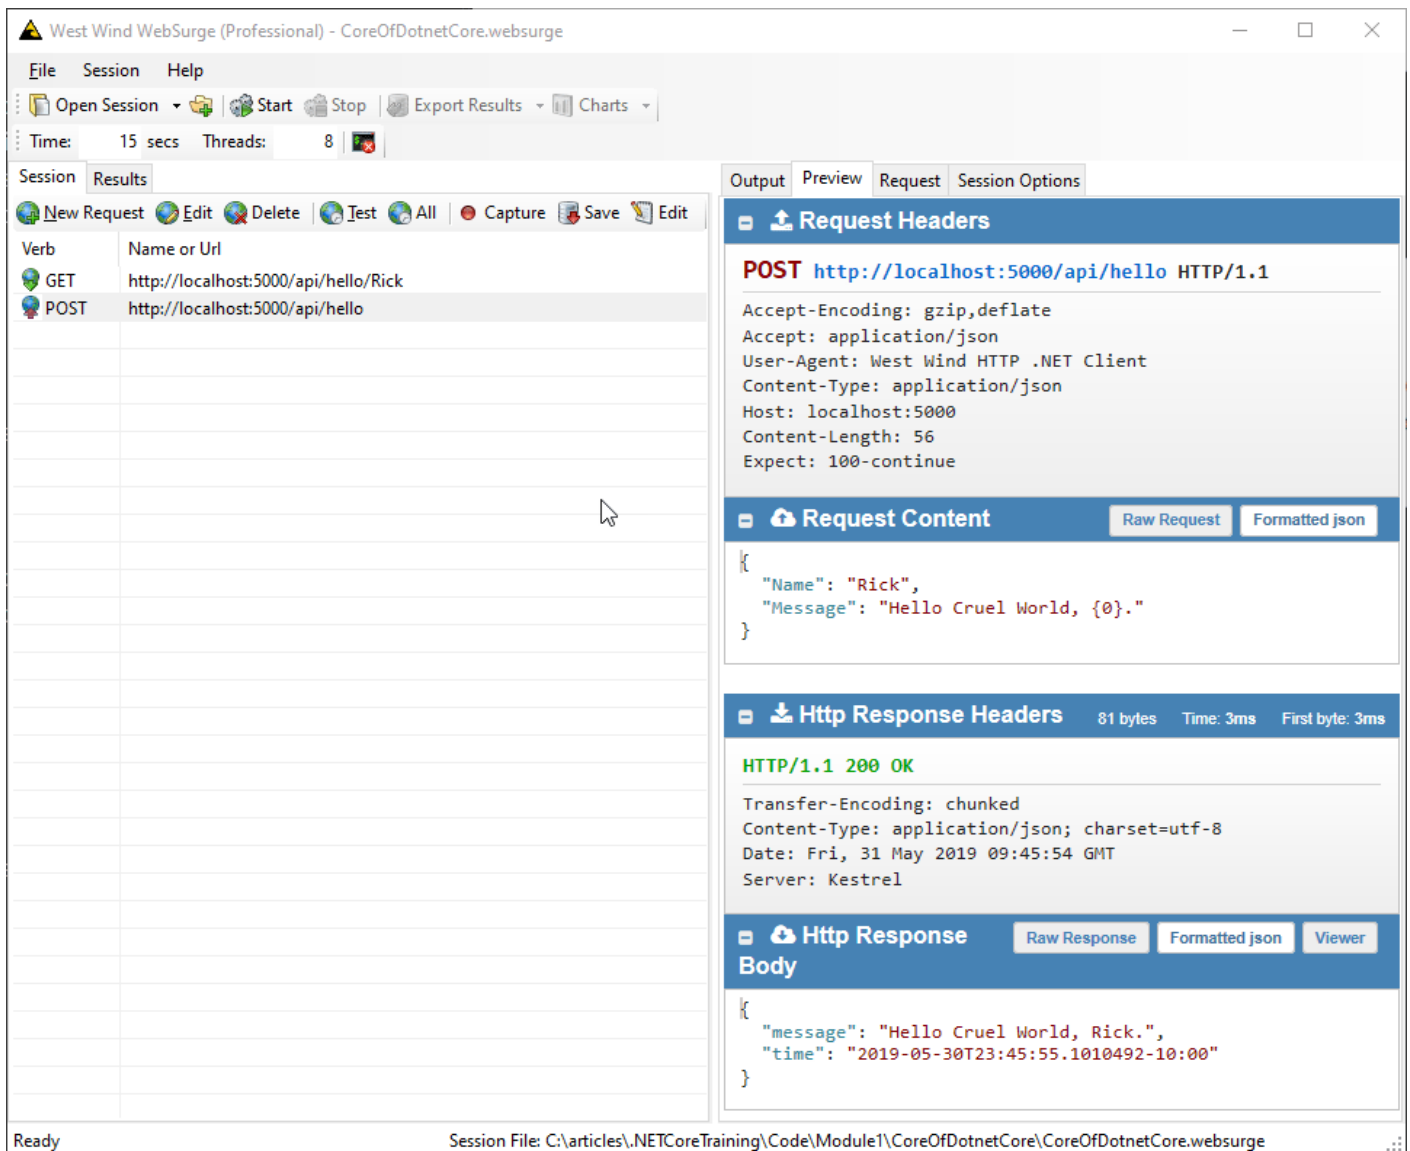 West Wind WebSurge (Professional) - CoreOfDotnetCore.websurge
File Session Help
Open Session Start Stop Export Results Charts
Time: 15 secs Threads: 8
Session Results
New Request Edit Delete Test All Capture Save Edit
Verb Name or Url
GET http://localhost:5000/api/hello/Rick
POST http://localhost:5000/api/hello
Output Preview Request Session Options
Request Headers
POST http://localhost:5000/api/hello HTTP/1.1
Accept-Encoding: gzip,deflate
Accept: application/json
User-Agent: West Wind HTTP .NET Client
Content-Type: application/json
Host: localhost:5000
Content-Length: 56
Expect: 100-continue
Request Content Raw Request Formatted json
{
"Name": "Rick",
"Message": "Hello Cruel World, {0}."
}
Http Response Headers 81 bytes Time: 3ms First byte: 3ms
HTTP/1.1 200 OK
Transfer-Encoding: chunked
Content-Type: application/json; charset=utf-8
Date: Fri, 31 May 2019 09:45:54 GMT
Server: Kestrel
Http Response Body Raw Response Formatted json Viewer
{
"message": "Hello Cruel World, Rick.",
"time": "2019-05-30T23:45:55.1010492-10:00"
}
Ready Session File: C:\articles\.NETCoreTraining\Code\Module1\CoreOfDotnetCore\CoreOfDotnetCore.websurge